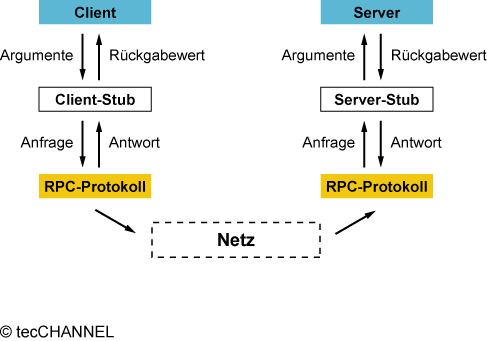 Client
Server
Argumente
Rückgabewert
Argumente
Rückgabewert
Client-Stub
Server-Stub
Anfrage
Antwort
Anfrage
Antwort
RPC-Protokoll
RPC-Protokoll
Netz
© tecCHANNEL